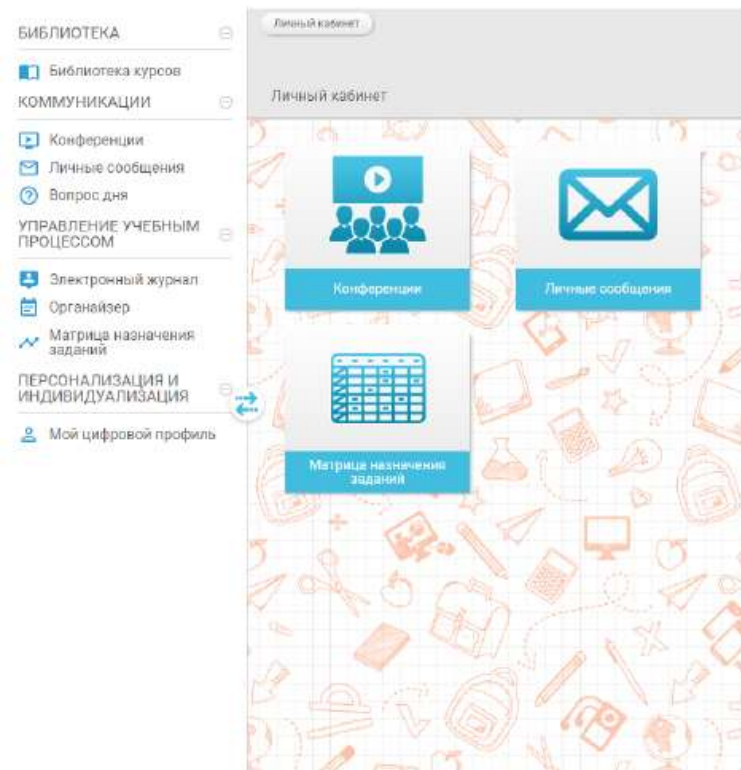 БИБЛИОТЕКА
Библиотека курсов
КОММУНИКАЦИИ
Конференции
Личные сообщения
Вопрос дня
УПРАВЛЕНИЕ УЧЕБНЫМ
ПРОЦЕССОМ
Электронный журнал
Органайзер
Матрица назначения
заданий
ПЕРСОНАЛИЗАЦИЯ И
ИНДИВИДУАЛИЗАЦИЯ
Мой цифровой профиль
Личный кабинет
Личный кабинет
Конференции
Личные сообщения
Матрица назначения
заданий